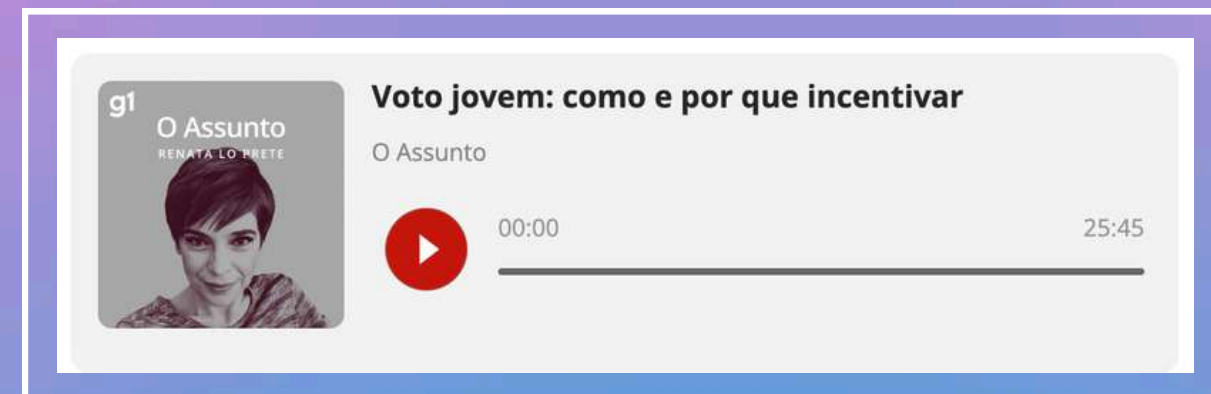 g1
O Assunto
RENATA LO PRETE
Voto jovem: como e por que incentivar
O Assunto
00:00
25:45